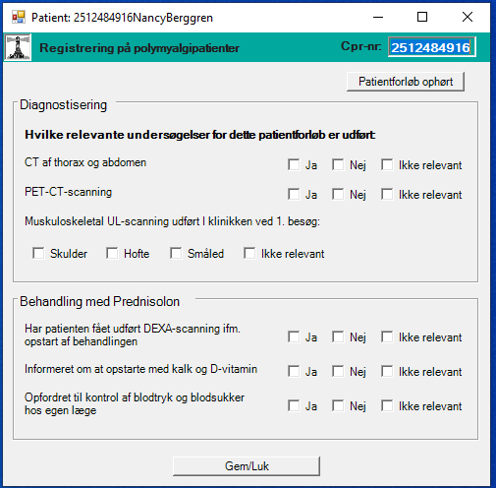 Patient: 2512484916NancyBerggren
Registrering på polymyalgipatienter
Cpr-nr: 2512484916
Patientforløb ophørt
Diagnostisering
Hvilke relevante undersøgelser for dette patientforløb er udført:
CT af thorax og abdomen
Ja Nej Ikke relevant
PET-CT-scanning
Ja Nej Ikke relevant
Muskuloskeletal UL-scanning udført I klinikken ved 1. besøg:
Skulder Hofte Småled Ikke relevant
Behandling med Prednisolon
Har patienten fået udført DEXA-scanning ifm.
opstart af behandlingen
Ja Nej Ikke relevant
Informeret om at opstarte med kalk og D-vitamin
Ja Nej Ikke relevant
Opfordret til kontrol af blodtryk og blodsukker
hos egen læge
Ja Nej Ikke relevant
Gem/Luk